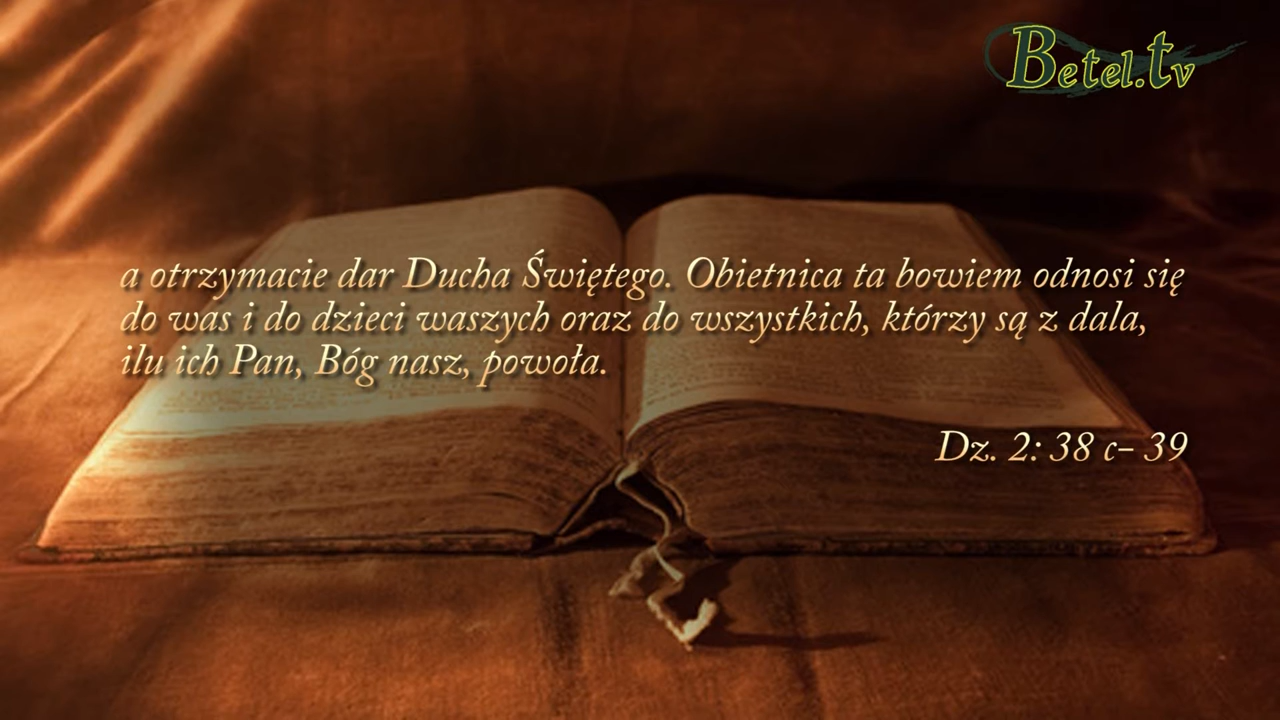 Betel.tv
a otrzymacie dar Ducha Świętego. Obietnica ta bowiem odnosi się
do was i do dzieci waszych oraz do wszystkich, którzy są z dala,
ilu ich Pan, Bóg nasz, powoła.
Dz. 2: 38 c- 39